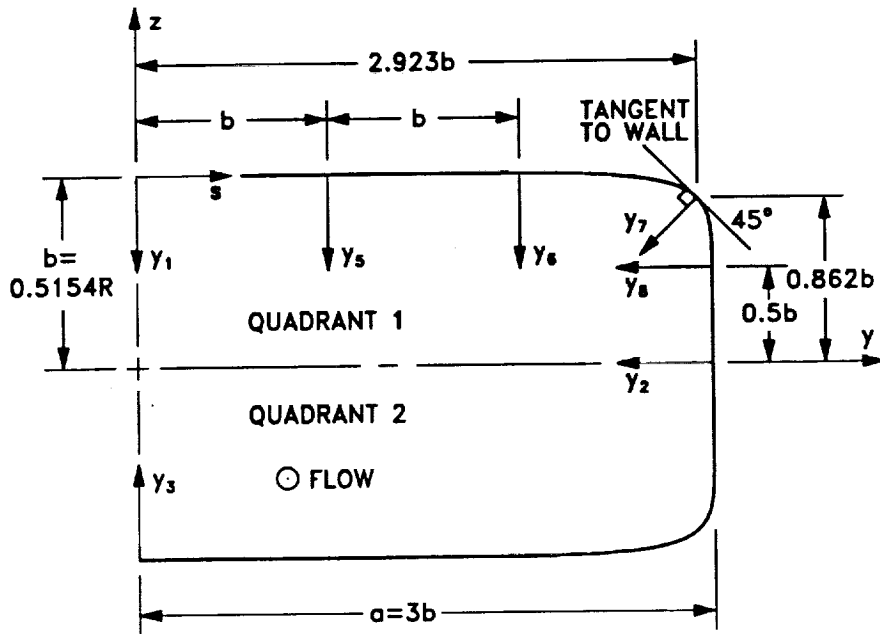 z
2.923b
b
b
TANGENT
TO WALL
s
y₇
45°
b=
0.5154R
y₁
y₅
y₆
y₈
0.862b
0.5b
QUADRANT 1
y
y₂
QUADRANT 2
y₃
FLOW
a=3b